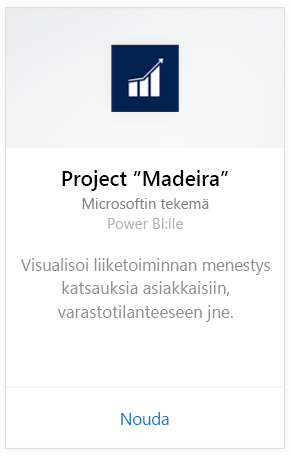 Project ”Madeira”
Microsoftin tekemä
Power BI:lle
Visualisoi liiketoiminnan menestys
katsauksia asiakkaisiin,
varastotilanteeseen jne.
Nouda